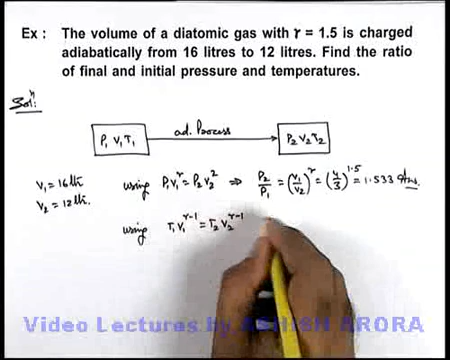 Ex : The volume of a diatomic gas with r = 1.5 is charged
adiabatically from 16 litres to 12 litres. Find the ratio
of final and initial pressure and temperatures.
Solⁿ:
P₁ V₁ T₁ ad. Process P₂ V₂ T₂
V₁ = 16 ltr. using P₁V₁^r = P₂V₂^2 ⇒ P₂/P₁ = (V₁/V₂)^r = (4/3)^1.5 = 1.533 Ans.
V₂ = 12 ltr.
using T₁V₁^r-1 = T₂V₂^r-1
Video Lectures by ASHISH ARORA